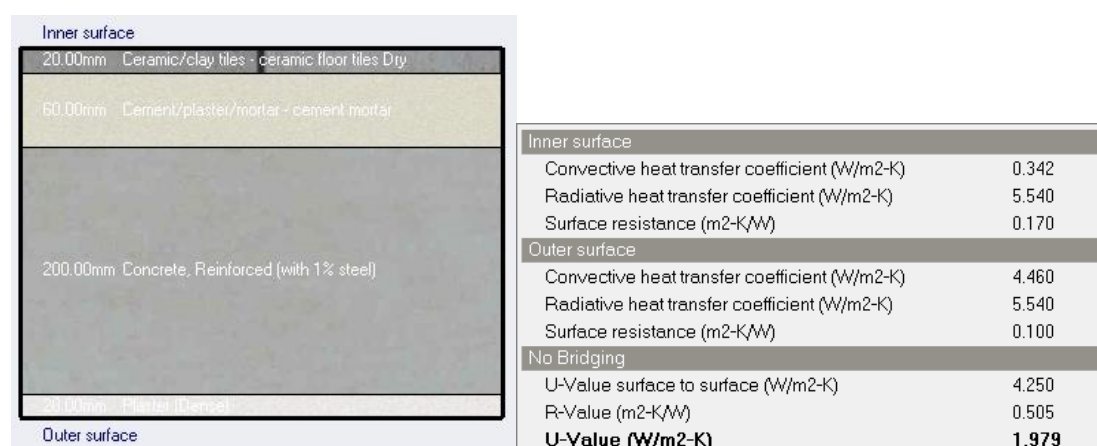 Inner surface
20.00mm Ceramic/clay tiles - ceramic floor tiles Dry
60.00mm Cement/plaster/mortar - cement mortar
200.00mm Concrete, Reinforced (with 1% steel)
20.00mm Plaster (Dense)
Outer surface
Inner surface
Convective heat transfer coefficient (W/m2-K) 0.342
Radiative heat transfer coefficient (W/m2-K) 5.540
Surface resistance (m2-K/W) 0.170
Outer surface
Convective heat transfer coefficient (W/m2-K) 4.460
Radiative heat transfer coefficient (W/m2-K) 5.540
Surface resistance (m2-K/W) 0.100
No Bridging
U-Value surface to surface (W/m2-K) 4.250
R-Value (m2-K/W) 0.505
U-Value (W/m2-K) 1.979